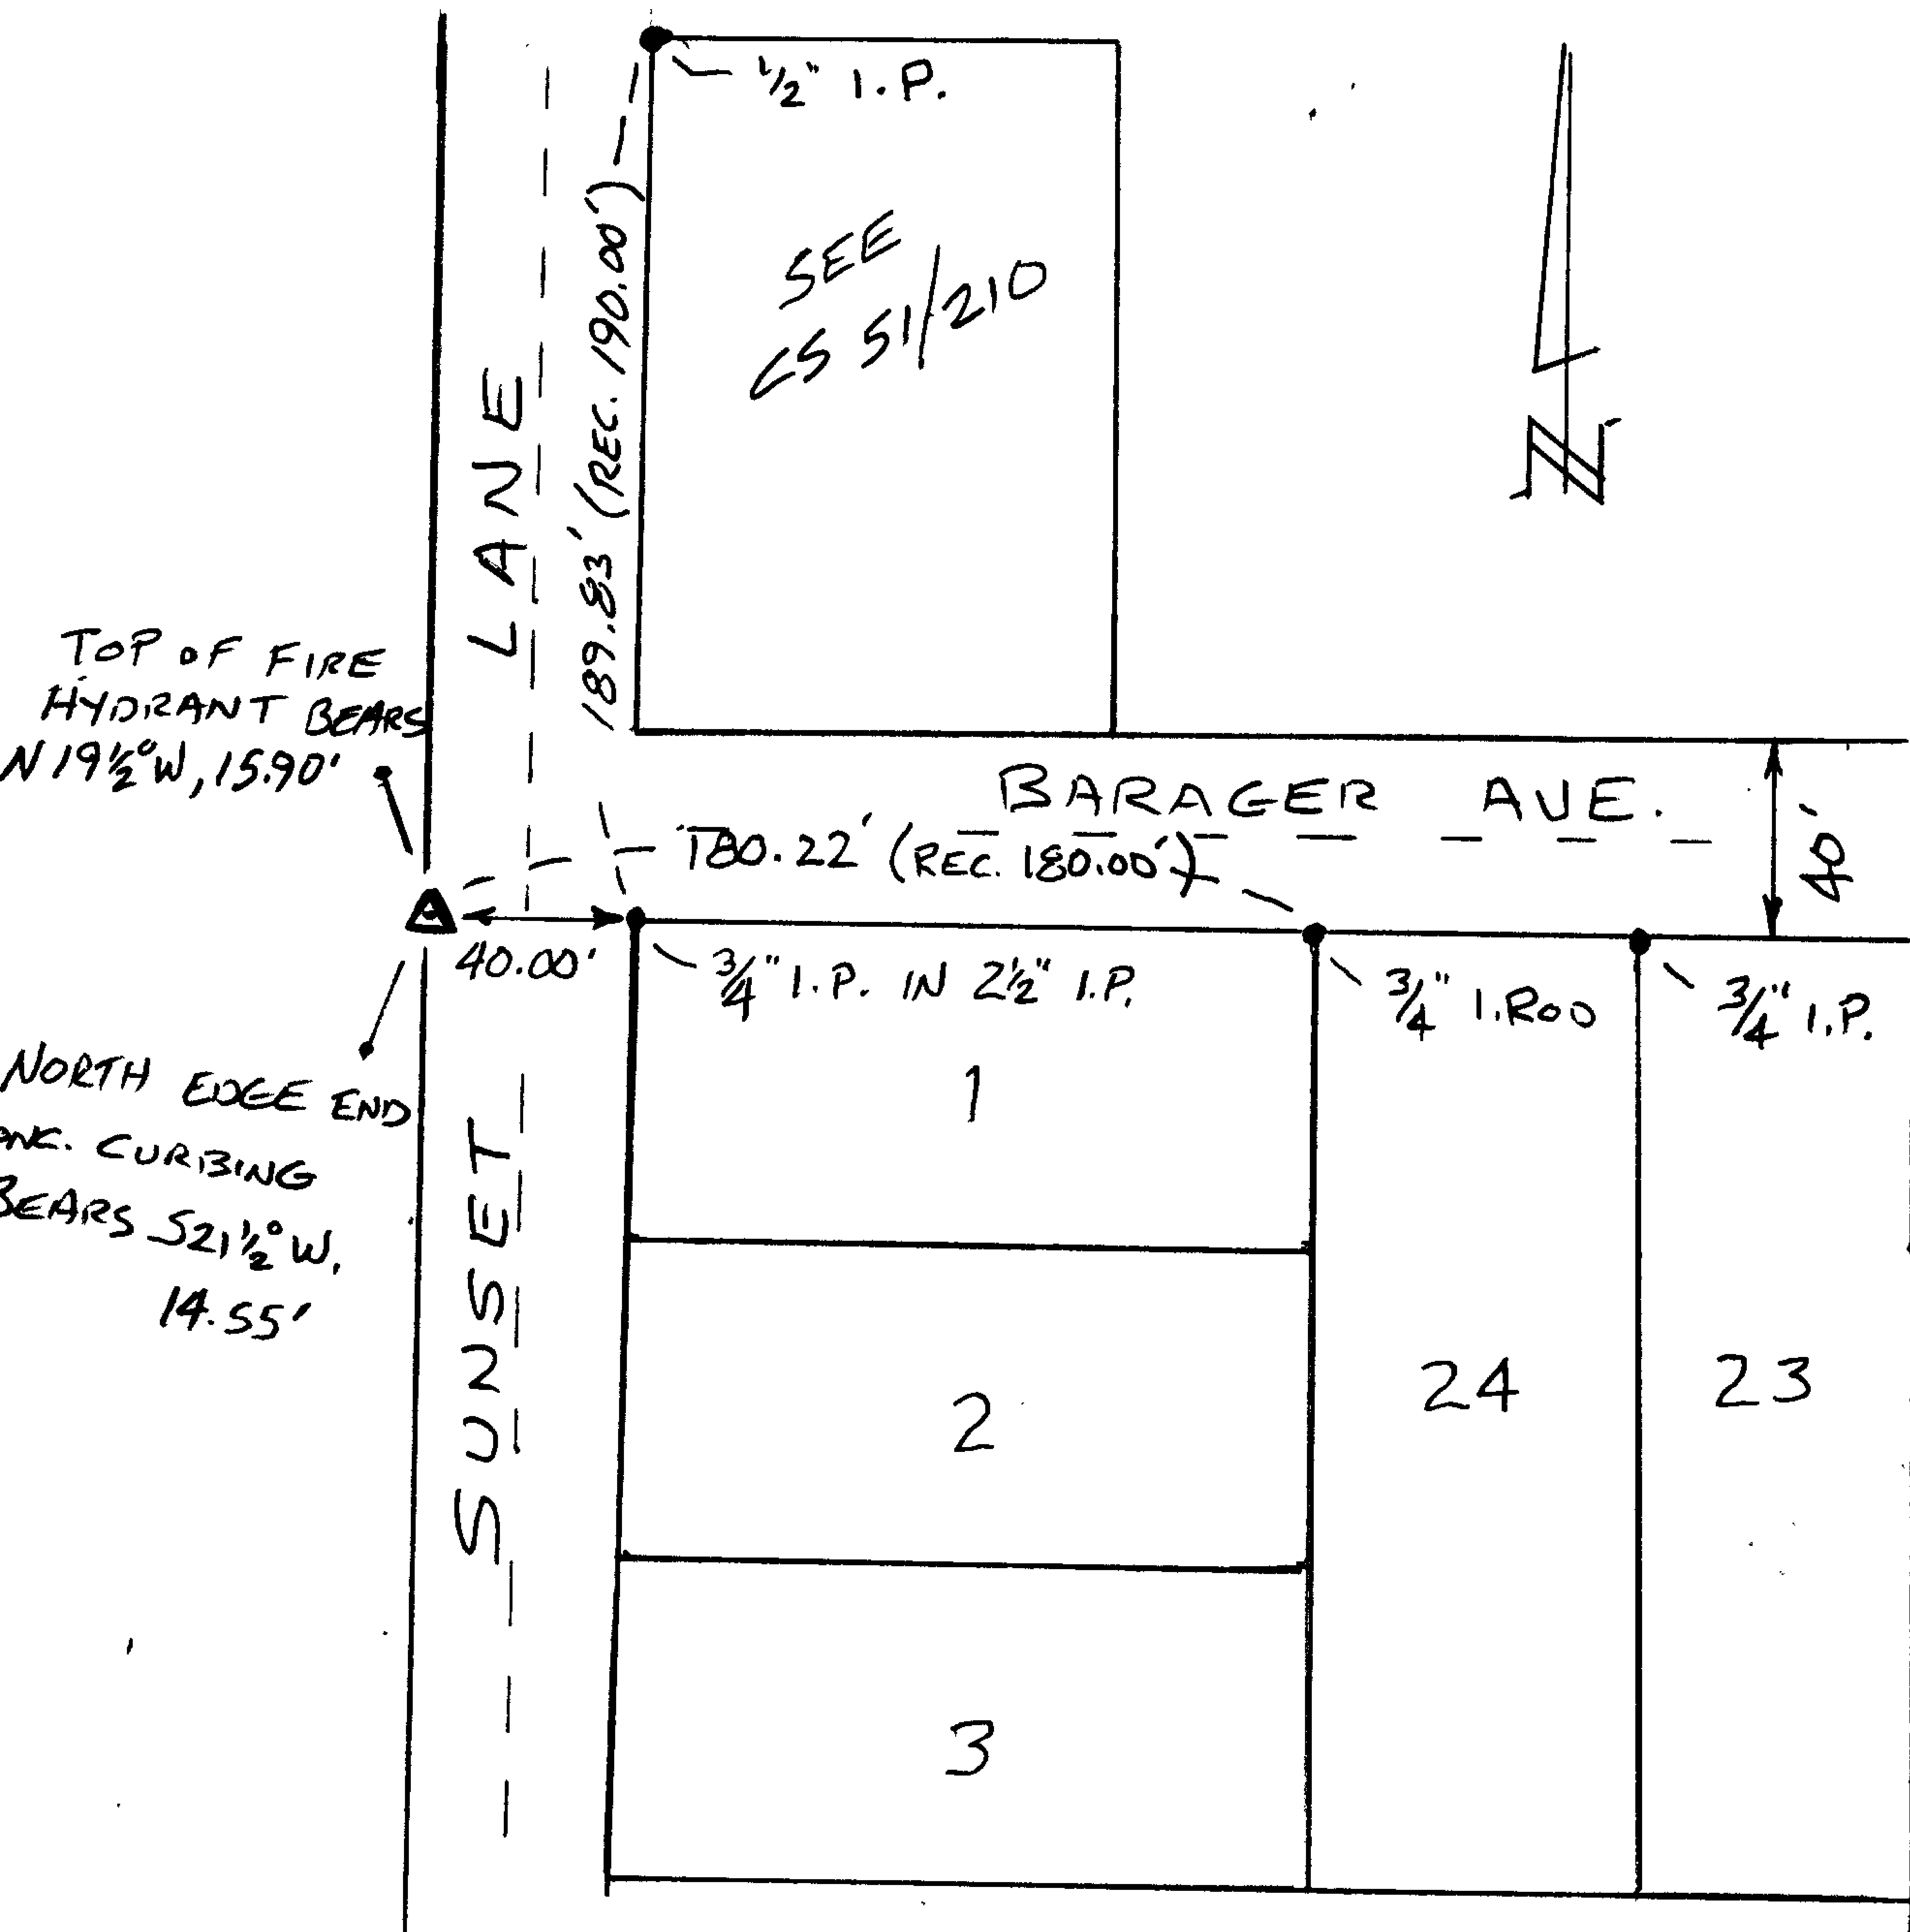 1/2" I.P.
SEE
CS 51/210
189.83' (REC. 190.00')
LANE
N
TOP OF FIRE
HYDRANT BEARS
N 19½° W, 15.90'
BARAGER AVE.
180.22' (REC. 180.00')
40'
40.00'
3/4" I.P. IN 2½" I.P.
3/4" I.ROD
3/4" I.P.
1
NORTH EDGE END
CURBING
BEARS S21½° W,
14.55'
SUNSET
2
24
23
3